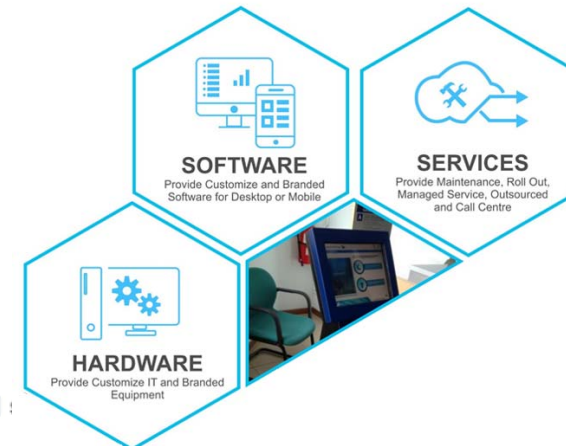 SOFTWARE
Provide Customize and Branded
Software for Desktop or Mobile
SERVICES
Provide Maintenance, Roll Out,
Managed Service, Outsourced
and Call Centre
HARDWARE
Provide Customize IT and Branded
Equipment